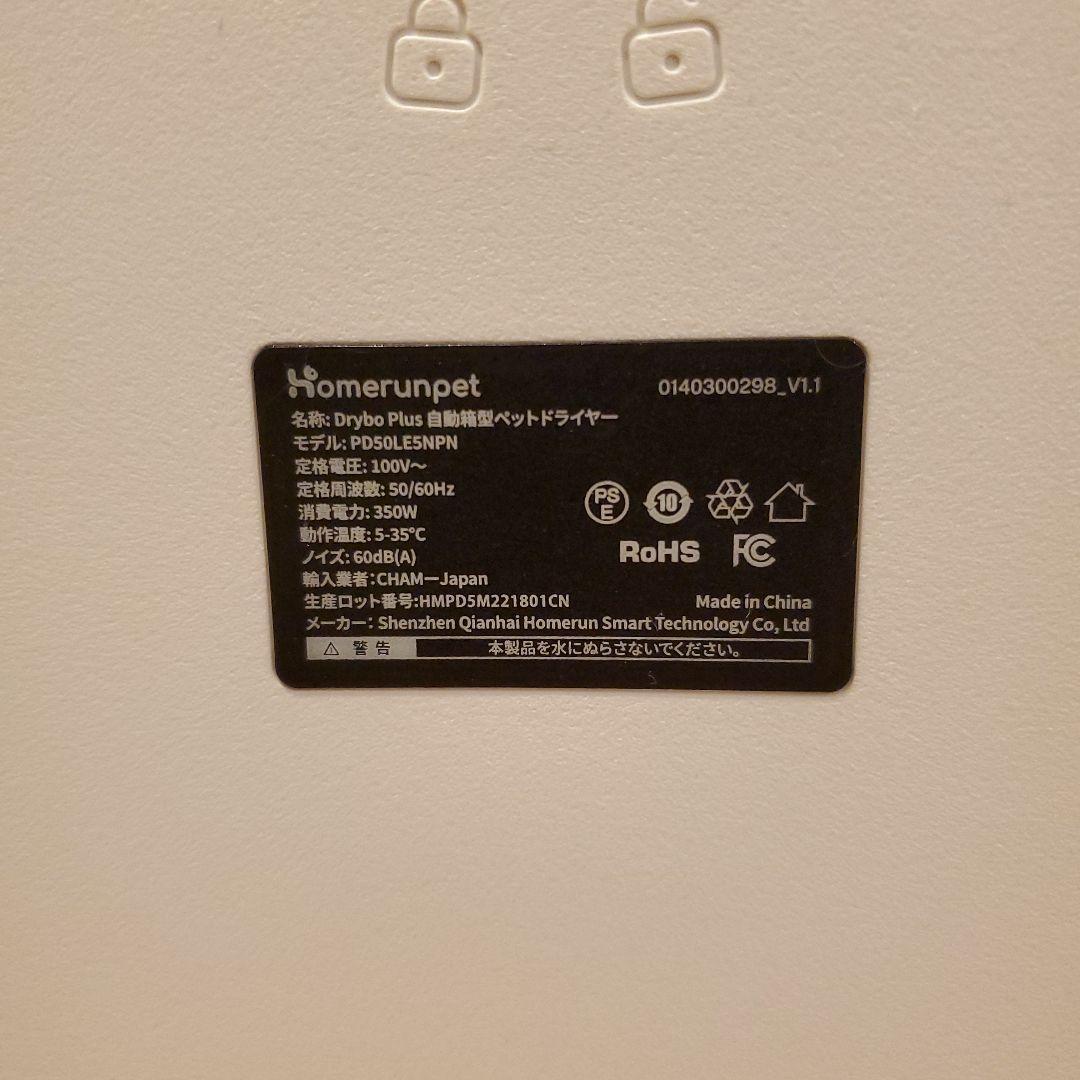 Homerunpet
0140300298_V1.1
名称: Drybo Plus 自動箱型ペットドライヤー
モデル: PD50LE5NPN
定格電圧: 100V～
定格周波数: 50/60Hz
消費電力: 350W
動作温度: 5-35℃
ノイズ: 60dB(A)
輸入業者：CHAMーJapan
生産ロット番号:HMPD5M221801CN
メーカー： Shenzhen Qianhai Homerun Smart Technology Co, Ltd
PS
E
10
RoHS
FC
Made in China
⚠ 警告
本製品を水にぬらさないでください。